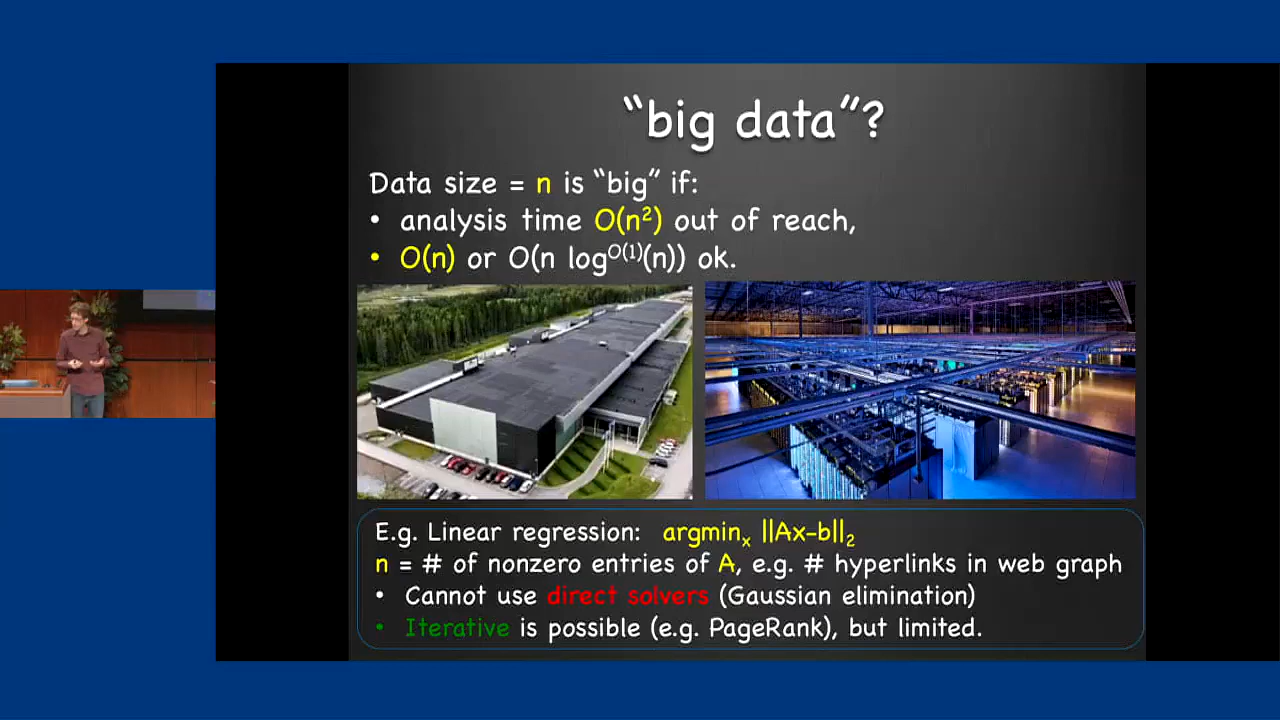 “big data”?
Data size = n is “big” if:
• analysis time O(n²) out of reach,
• O(n) or O(n log^O(1)(n)) ok.
E.g. Linear regression: argminₓ ||Ax-b||₂
n = # of nonzero entries of A, e.g. # hyperlinks in web graph
• Cannot use direct solvers (Gaussian elimination)
• Iterative is possible (e.g. PageRank), but limited.